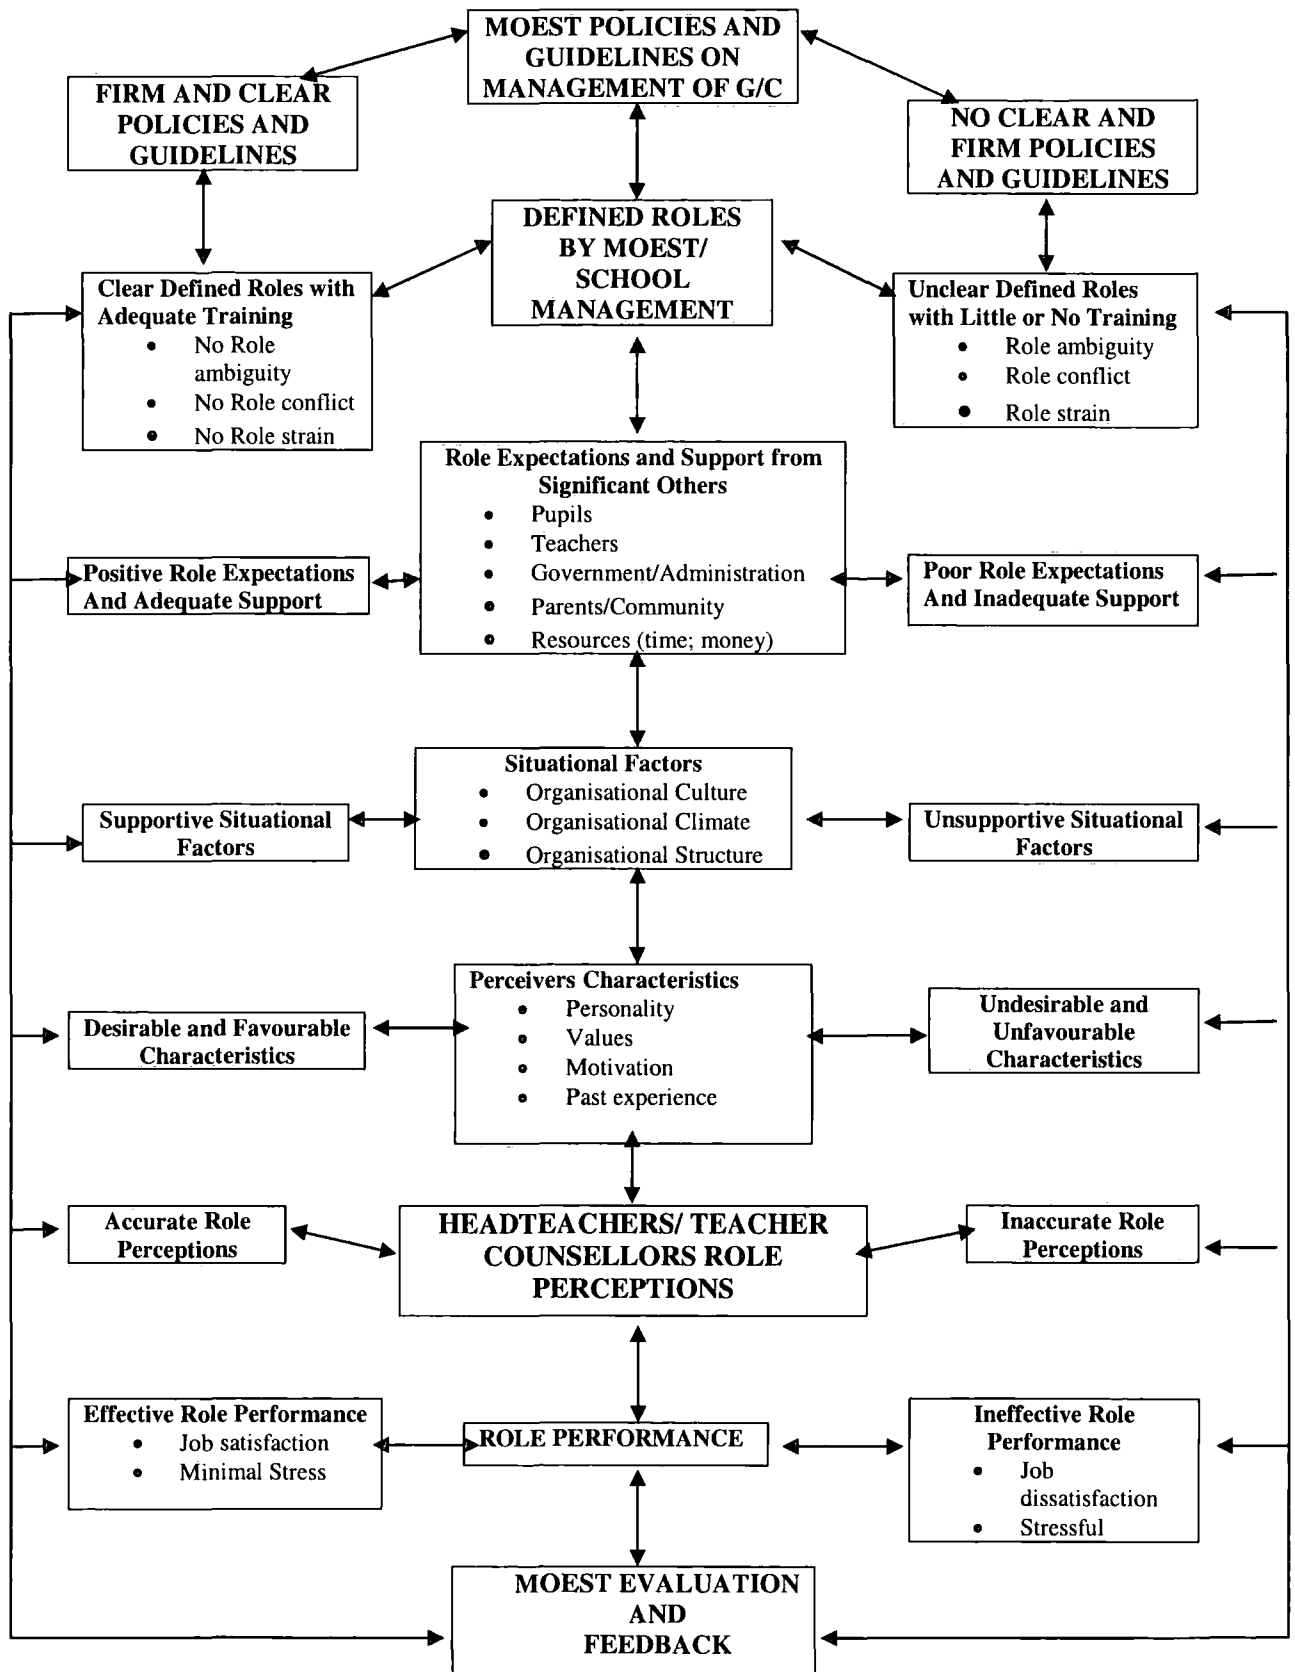 MOEST POLICIES AND
GUIDELINES ON
MANAGEMENT OF G/C
FIRM AND CLEAR
POLICIES AND
GUIDELINES
NO CLEAR AND
FIRM POLICIES
AND GUIDELINES
DEFINED ROLES
BY MOEST/
SCHOOL
MANAGEMENT
Clear Defined Roles with
Adequate Training
• No Role
ambiguity
• No Role conflict
• No Role strain
Unclear Defined Roles
with Little or No Training
• Role ambiguity
• Role conflict
• Role strain
Role Expectations and Support from
Significant Others
• Pupils
• Teachers
• Government/Administration
• Parents/Community
• Resources (time; money)
Positive Role Expectations
And Adequate Support
Poor Role Expectations
And Inadequate Support
Situational Factors
• Organisational Culture
• Organisational Climate
• Organisational Structure
Supportive Situational
Factors
Unsupportive Situational
Factors
Perceivers Characteristics
• Personality
• Values
• Motivation
• Past experience
Desirable and Favourable
Characteristics
Undesirable and
Unfavourable
Characteristics
Accurate Role
Perceptions
HEADTEACHERS/ TEACHER
COUNSELLORS ROLE
PERCEPTIONS
Inaccurate Role
Perceptions
Effective Role Performance
• Job satisfaction
• Minimal Stress
ROLE PERFORMANCE
Ineffective Role
Performance
• Job
dissatisfaction
• Stressful
MOEST EVALUATION
AND
FEEDBACK